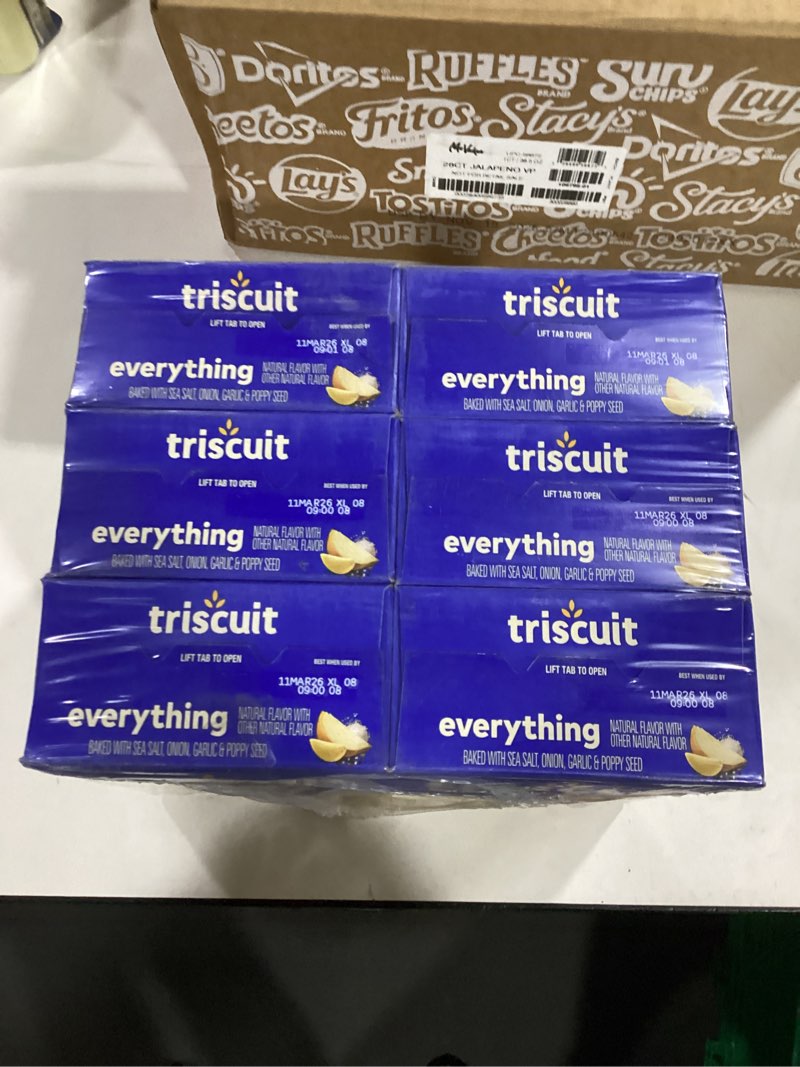 Doritos
RUFFLES
BRAND
Sun
CHIPS
Lay's
eetos
Fritos
Stacy's
Doritos
28CT JALAPENO VP
NOT FOR RETAIL SALE
Lay's
TOSTITOS
CHIPS
Stacy's
RUFFLES
Cheetos
TOSTITOS
triscuit
LIFT TAB TO OPEN
BEST WHEN USED BY
11MAR26 XL 08
09:01 08
everything
NATURAL FLAVOR WITH
OTHER NATURAL FLAVOR
BAKED WITH SEA SALT, ONION, GARLIC & POPPY SEED
triscuit
LIFT TAB TO OPEN
BEST WHEN USED BY
11MAR26 XL 08
09:01 08
everything
NATURAL FLAVOR WITH
OTHER NATURAL FLAVOR
BAKED WITH SEA SALT, ONION, GARLIC & POPPY SEED
triscuit
LIFT TAB TO OPEN
BEST WHEN USED BY
11MAR26 XL 08
09:00 08
everything
NATURAL FLAVOR WITH
OTHER NATURAL FLAVOR
BAKED WITH SEA SALT, ONION, GARLIC & POPPY SEED
triscuit
LIFT TAB TO OPEN
BEST WHEN USED BY
11MAR26 XL 08
09:00 08
everything
NATURAL FLAVOR WITH
OTHER NATURAL FLAVOR
BAKED WITH SEA SALT, ONION, GARLIC & POPPY SEED
triscuit
LIFT TAB TO OPEN
BEST WHEN USED BY
11MAR26 XL 08
09:00 08
everything
NATURAL FLAVOR WITH
OTHER NATURAL FLAVOR
BAKED WITH SEA SALT, ONION, GARLIC & POPPY SEED
triscuit
LIFT TAB TO OPEN
BEST WHEN USED BY
11MAR26 XL 08
09:00 08
everything
NATURAL FLAVOR WITH
OTHER NATURAL FLAVOR
BAKED WITH SEA SALT, ONION, GARLIC & POPPY SEED